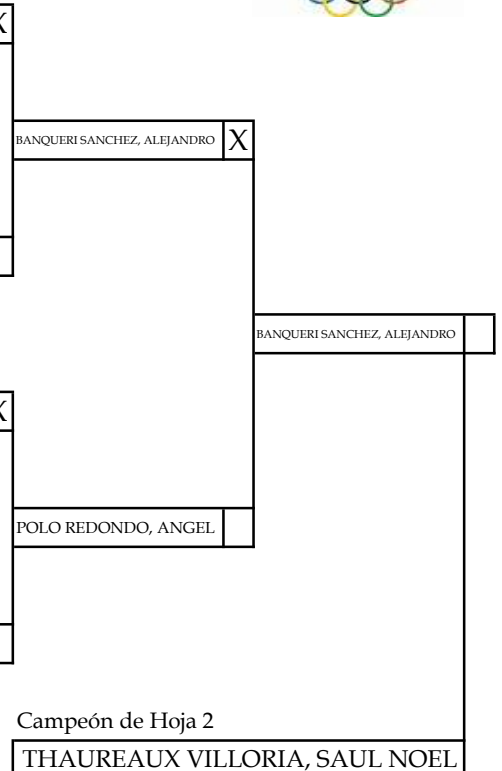 X
BANQUERI SANCHEZ, ALEJANDRO X
BANQUERI SANCHEZ, ALEJANDRO
X
POLO REDONDO, ANGEL
Campeón de Hoja 2
THAUREAUX VILLORIA, SAUL NOEL